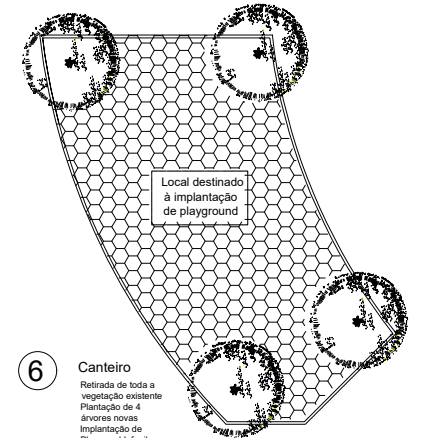 Local destinado
à implantação
de playground
6
Canteiro
Retirada de toda a
vegetação existente
Plantação de 4
árvores novas
Implantação de